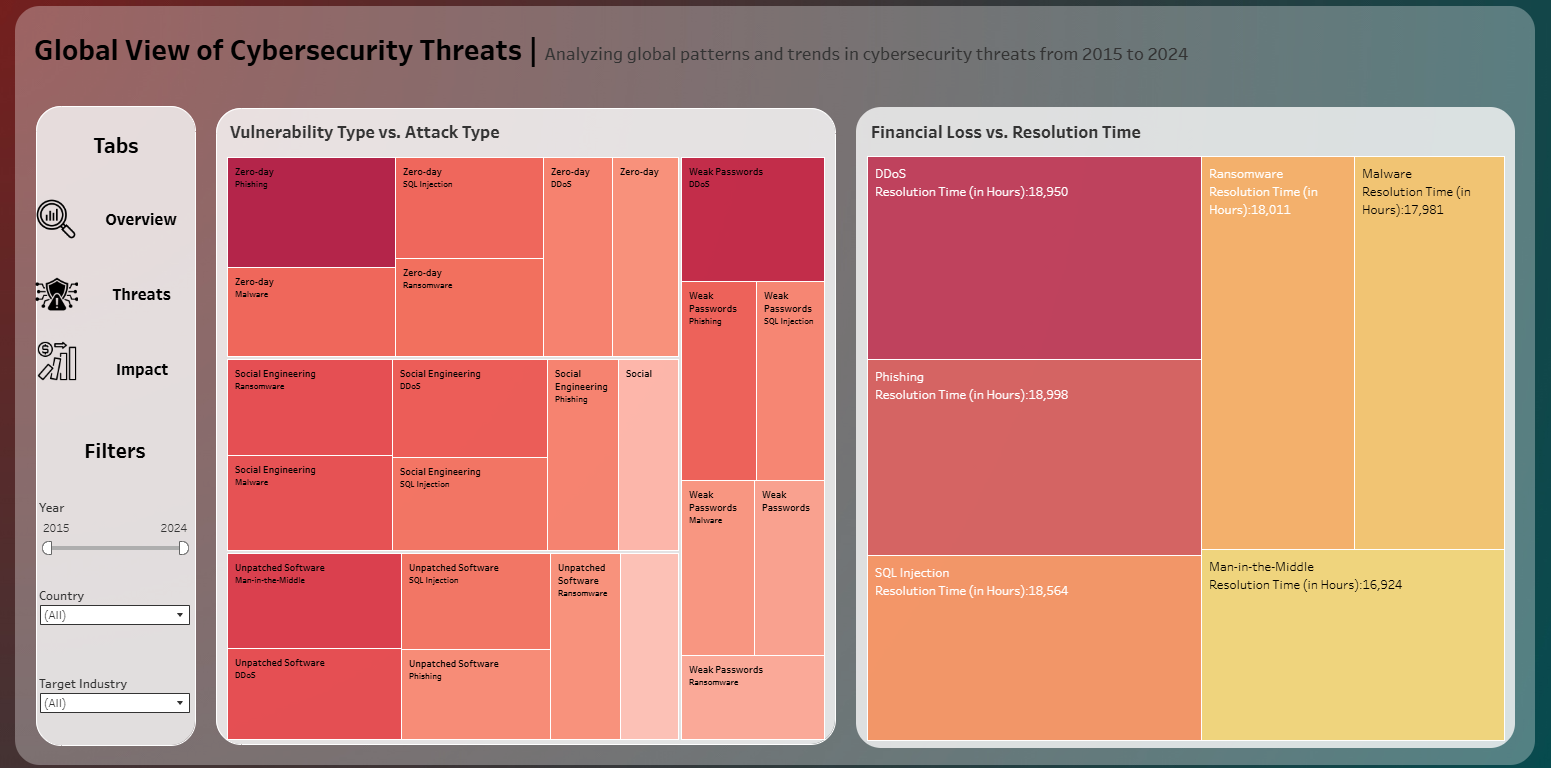 Global View of Cybersecurity Threats | Analyzing global patterns and trends in cybersecurity threats from 2015 to 2024
Tabs
Overview
Threats
Impact
Filters
Year
2015 2024
Country
(All)
Target Industry
(All)
Vulnerability Type vs. Attack Type
Zero-day
Phishing
Zero-day
SQL Injection
Zero-day
DDoS
Zero-day
Zero-day
Malware
Zero-day
Ransomware
Social Engineering
Ransomware
Social Engineering
DDoS
Social
Engineering
Phishing
Social
Social Engineering
Malware
Social Engineering
SQL Injection
Unpatched Software
Man-in-the-Middle
Unpatched Software
SQL Injection
Unpatched
Software
Ransomware
Unpatched Software
DDoS
Unpatched Software
Phishing
Weak Passwords
DDoS
Weak
Passwords
Phishing
Weak
Passwords
SQL Injection
Weak
Passwords
Malware
Weak
Passwords
Weak Passwords
Ransomware
Financial Loss vs. Resolution Time
DDoS
Resolution Time (in Hours):18,950
Phishing
Resolution Time (in Hours):18,998
SQL Injection
Resolution Time (in Hours):18,564
Ransomware
Resolution Time (in
Hours):18,011
Malware
Resolution Time (in
Hours):17,981
Man-in-the-Middle
Resolution Time (in Hours):16,924